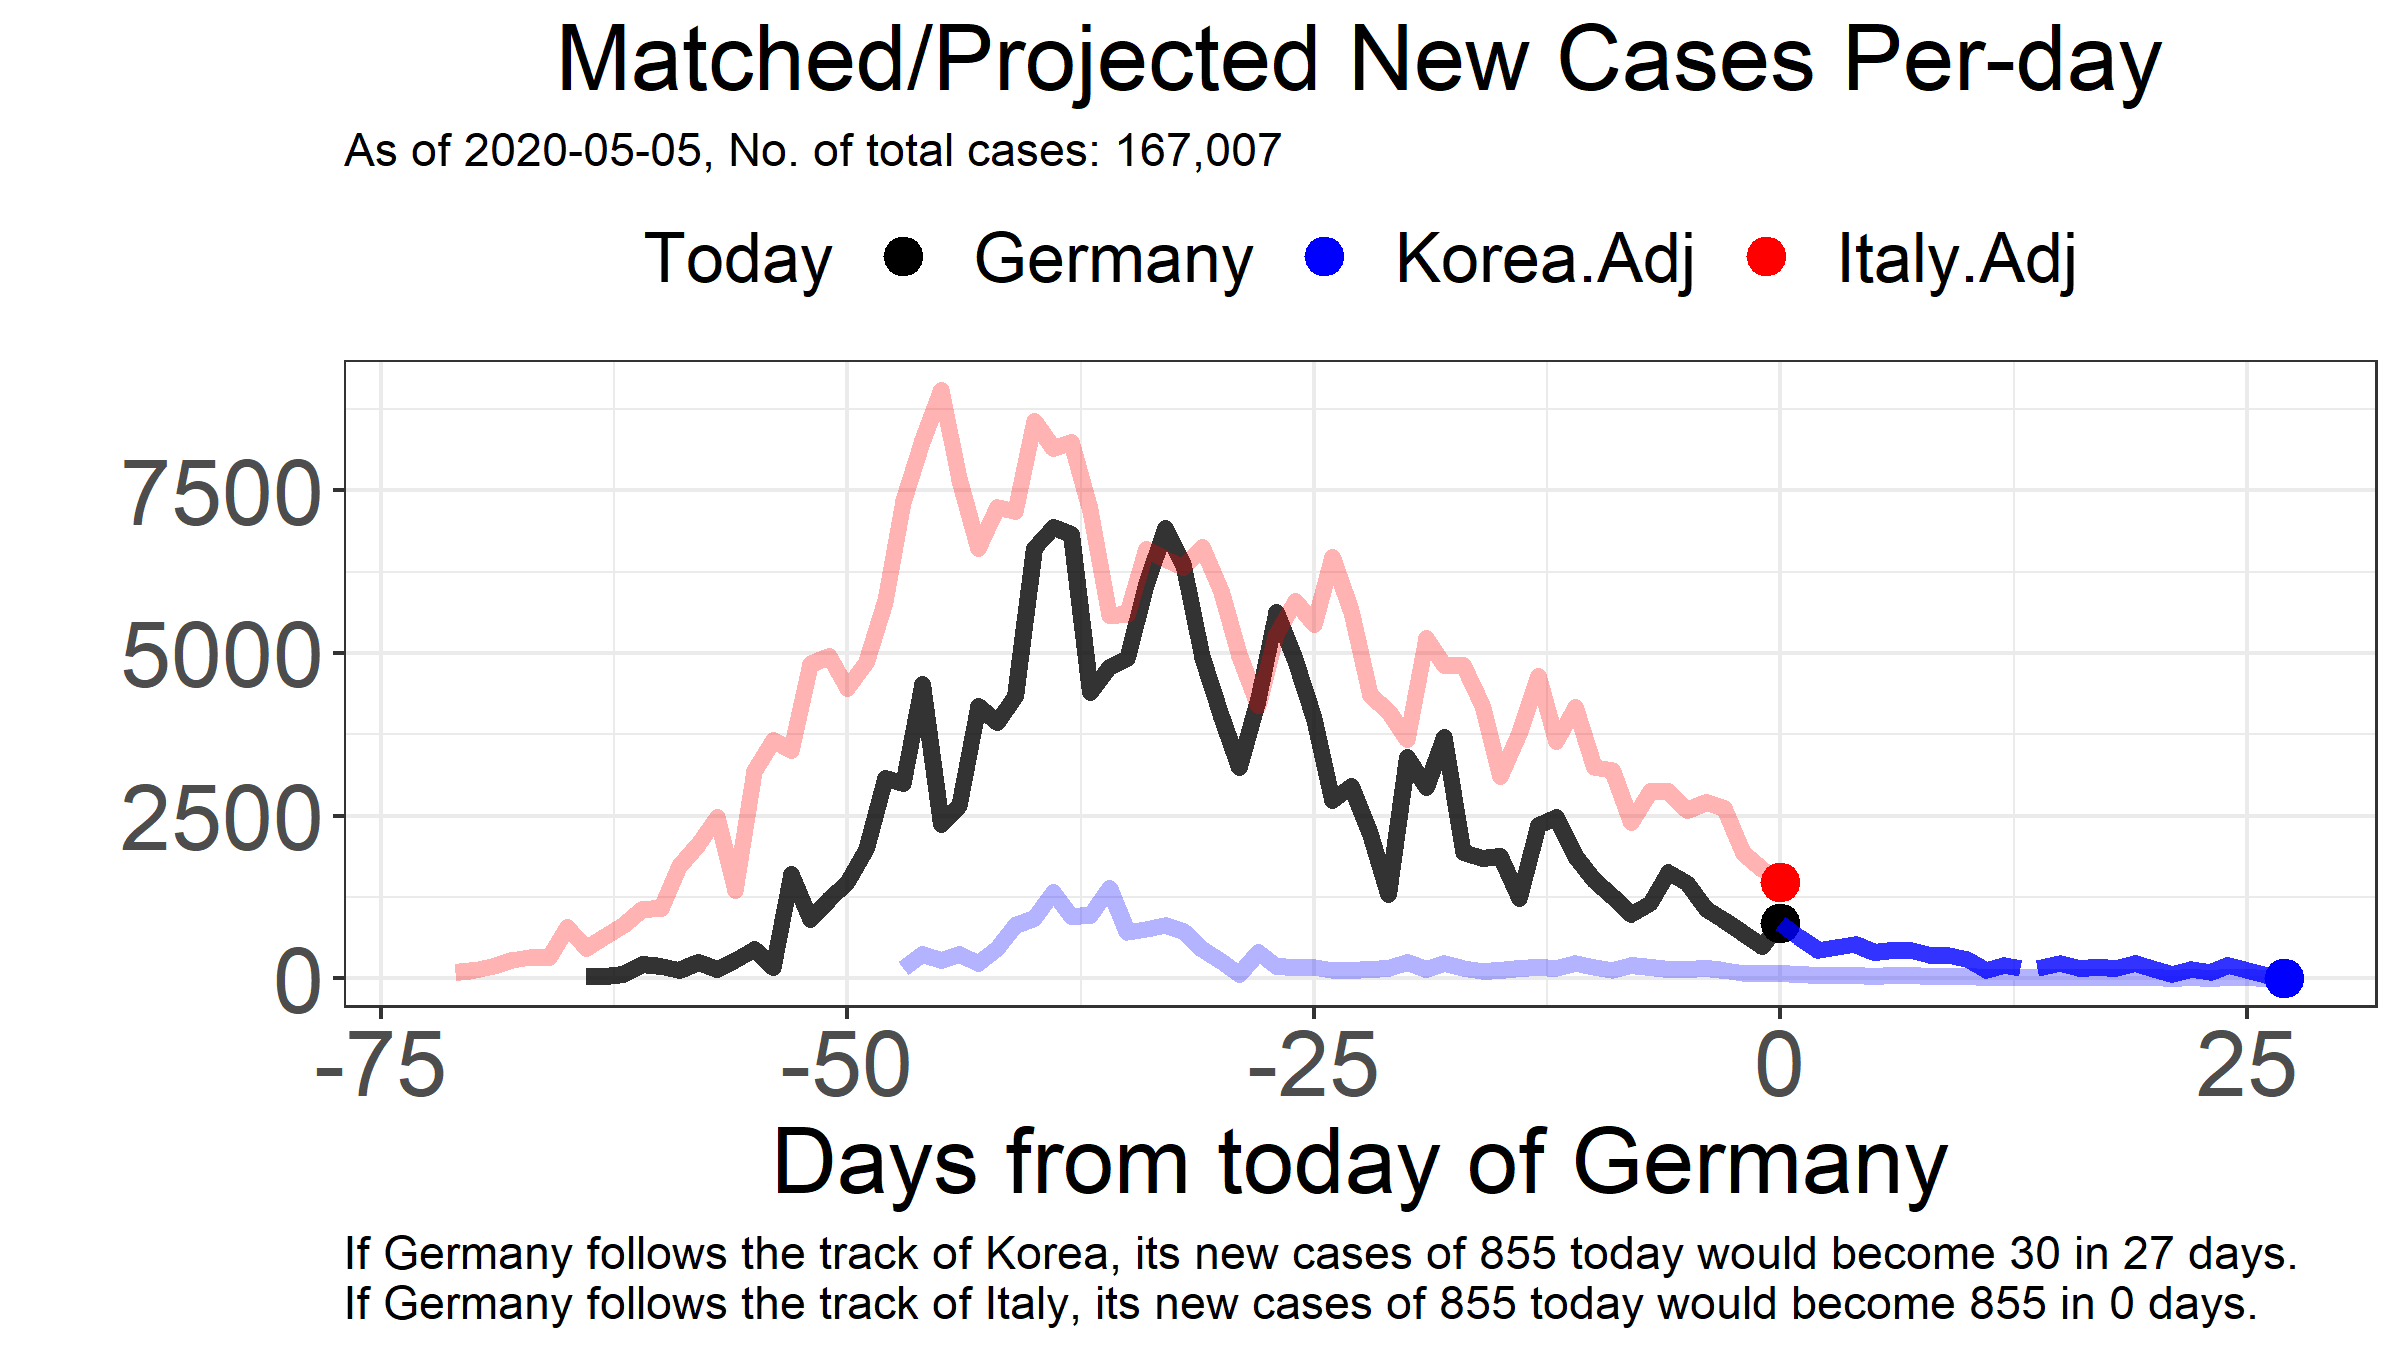 Matched/Projected New Cases Per-day
As of 2020-05-05, No. of total cases: 167,007
Today Germany Korea.Adj Italy.Adj
7500
5000
2500
0
-75 -50 -25 0 25
Days from today of Germany
If Germany follows the track of Korea, its new cases of 855 today would become 30 in 27 days.
If Germany follows the track of Italy, its new cases of 855 today would become 855 in 0 days.